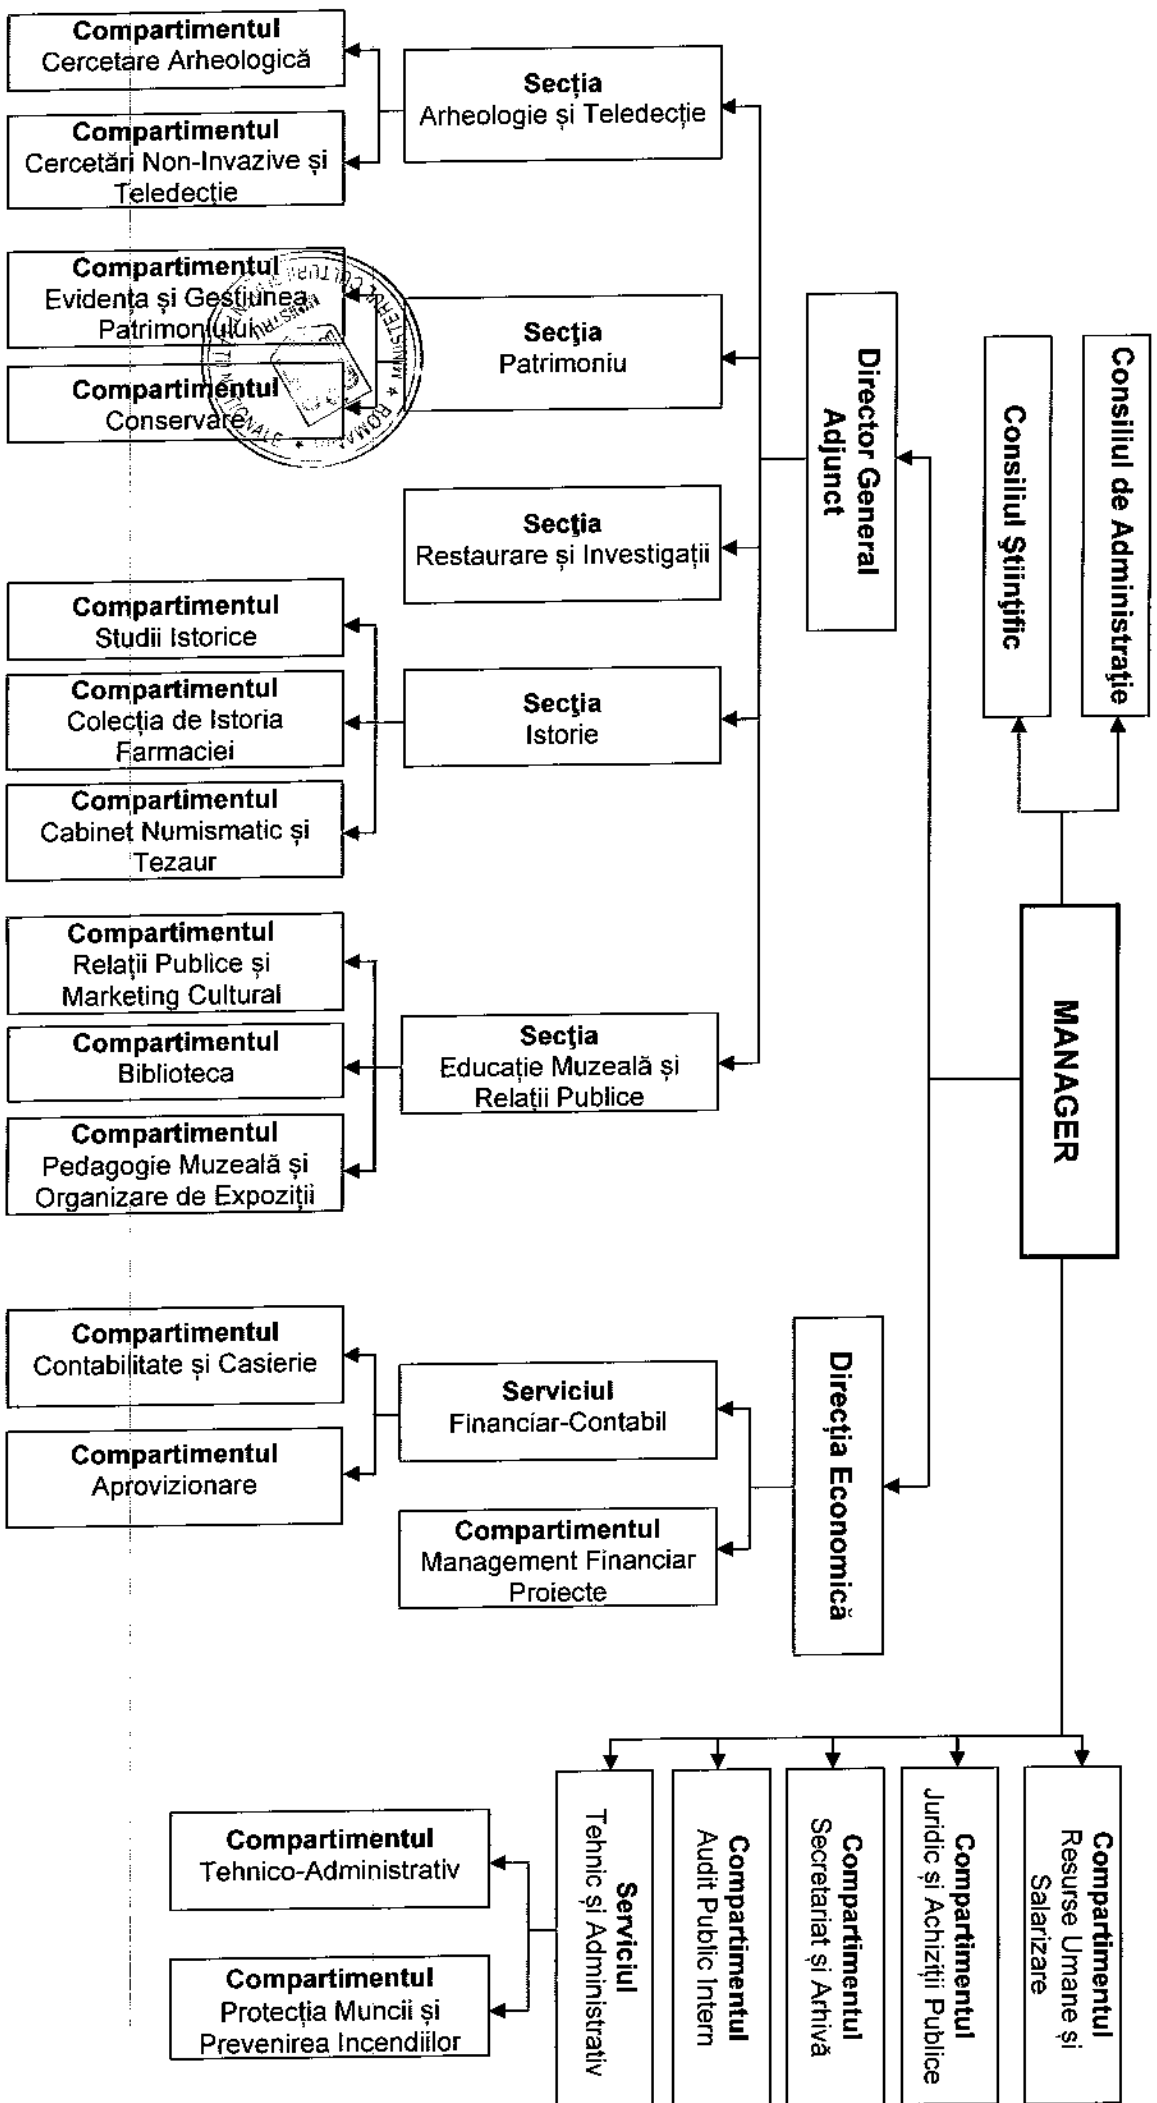 Consiliul de Administraţie
Consiliul Ştiinţific
MANAGER
Director General
Adjunct
Direcția Economică
Compartimentul
Resurse Umane și
Salarizare
Compartimentul
Juridic și Achiziții Publice
Compartimentul
Secretariat și Arhivă
Compartimentul
Audit Public Intern
Serviciul
Tehnic și Administrativ
Secția
Arheologie și Teledecție
Secția
Patrimoniu
Secţia
Restaurare și Investigații
Secţia
Istorie
Secţia
Educație Muzeală și
Relații Publice
Serviciul
Financiar-Contabil
Compartimentul
Management Financiar
Proiecte
Compartimentul
Cercetare Arheologică
Compartimentul
Cercetări Non-Invazive și
Teledecție
Compartimentul
Evidența și Gestiunea
Patrimoniului
Compartimentul
Conservare
Compartimentul
Studii Istorice
Compartimentul
Colecția de Istoria
Farmaciei
Compartimentul
Cabinet Numismatic și
Tezaur
Compartimentul
Relații Publice și
Marketing Cultural
Compartimentul
Biblioteca
Compartimentul
Pedagogie Muzeală și
Organizare de Expoziții
Compartimentul
Contabilitate și Casierie
Compartimentul
Aprovizionare
Compartimentul
Tehnico-Administrativ
Compartimentul
Protecția Muncii și
Prevenirea Incendiilor